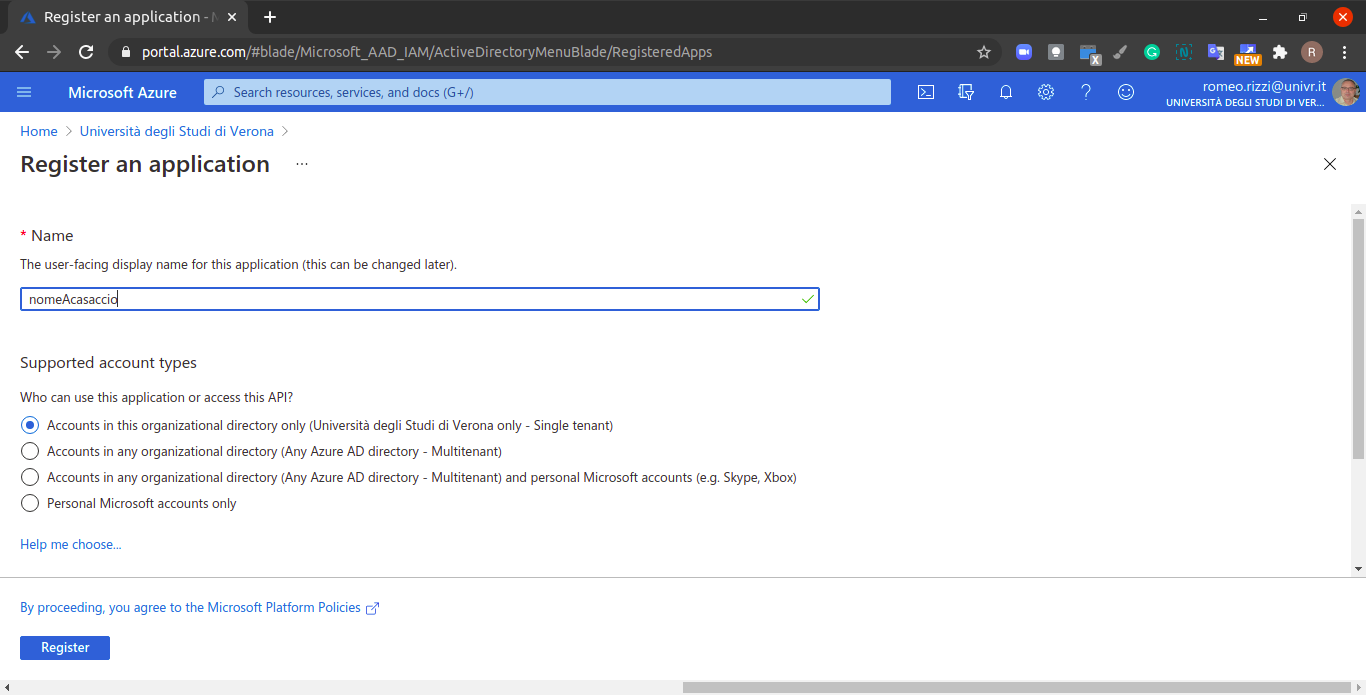 Register an application - M
portal.azure.com/#blade/Microsoft_AAD_IAM/ActiveDirectoryMenuBlade/RegisteredApps
X
NEW
R
Microsoft Azure
Search resources, services, and docs (G+/)
romeo.rizzi@univr.it
UNIVERSITÀ DEGLI STUDI DI VER...
Home > Università degli Studi di Verona >
Register an application ...
* Name
The user-facing display name for this application (this can be changed later).
nomeAcasaccio
Supported account types
Who can use this application or access this API?
Accounts in this organizational directory only (Università degli Studi di Verona only - Single tenant)
Accounts in any organizational directory (Any Azure AD directory - Multitenant)
Accounts in any organizational directory (Any Azure AD directory - Multitenant) and personal Microsoft accounts (e.g. Skype, Xbox)
Personal Microsoft accounts only
Help me choose...
By proceeding, you agree to the Microsoft Platform Policies
Register